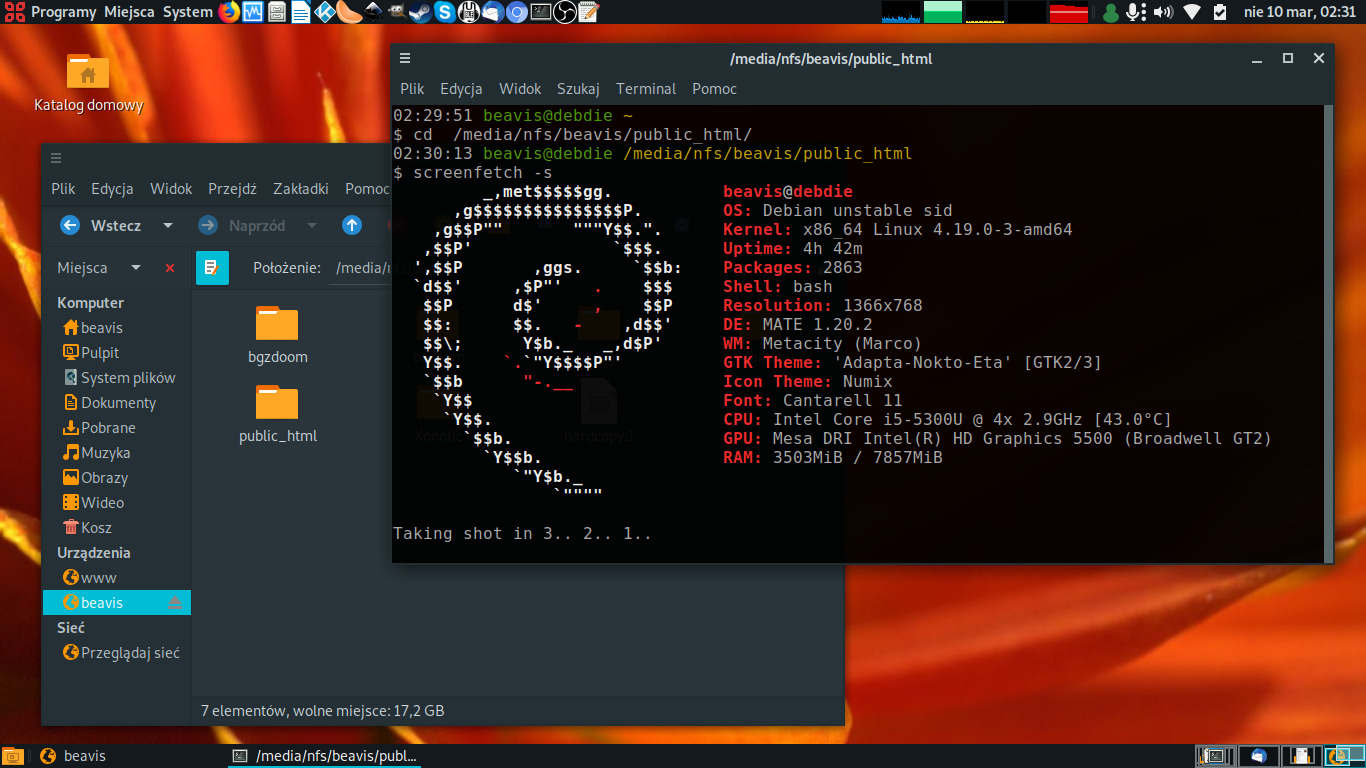 Programy Miejsca System
nie 10 mar, 02:31
Katalog domowy
Plik Edycja Widok Przejdź Zakładki Pomoc
Wstecz Naprzód
Miejsca Położenie: /media/nfs
Komputer
beavis
Pulpit
System plików
Dokumenty
Pobrane
Muzyka
Obrazy
Wideo
Kosz
Urządzenia
www
beavis
Sieć
Przeglądaj sieć
bgzdoom
public_html
7 elementów, wolne miejsce: 17,2 GB
/media/nfs/beavis/public_html
Plik Edycja Widok Szukaj Terminal Pomoc
02:29:51 beavis@debdie ~
$ cd  /media/nfs/beavis/public_html/
02:30:13 beavis@debdie /media/nfs/beavis/public_html
$ screenfetch -s
beavis@debdie
OS: Debian unstable sid
Kernel: x86_64 Linux 4.19.0-3-amd64
Uptime: 4h 42m
Packages: 2863
Shell: bash
Resolution: 1366x768
DE: MATE 1.20.2
WM: Metacity (Marco)
GTK Theme: 'Adapta-Nokto-Eta' [GTK2/3]
Icon Theme: Numix
Font: Cantarell 11
CPU: Intel Core i5-5300U @ 4x 2.9GHz [43.0°C]
GPU: Mesa DRI Intel(R) HD Graphics 5500 (Broadwell GT2)
RAM: 3503MiB / 7857MiB
Taking shot in 3.. 2.. 1..
hardcopy.1
beavis
/media/nfs/beavis/publ...